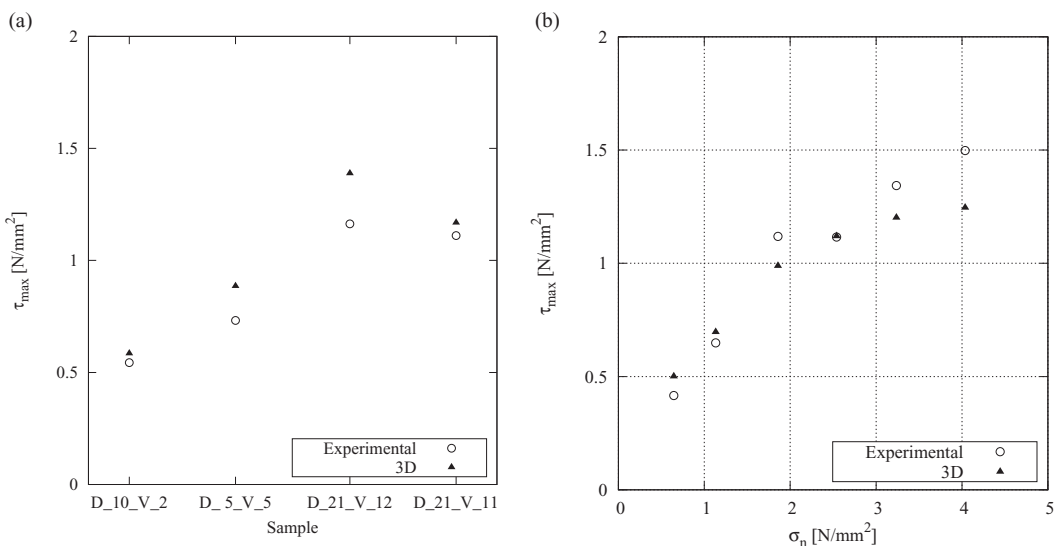 (a)
2
1.5
1
0.5
0
τmax [N/mm2]
D_10_V_2 D_ 5_V_5 D_21_V_12 D_21_V_11
Sample
Experimental
3D
(b)
2
1.5
1
0.5
0
τmax [N/mm2]
0 1 2 3 4 5
σn [N/mm2]
Experimental
3D